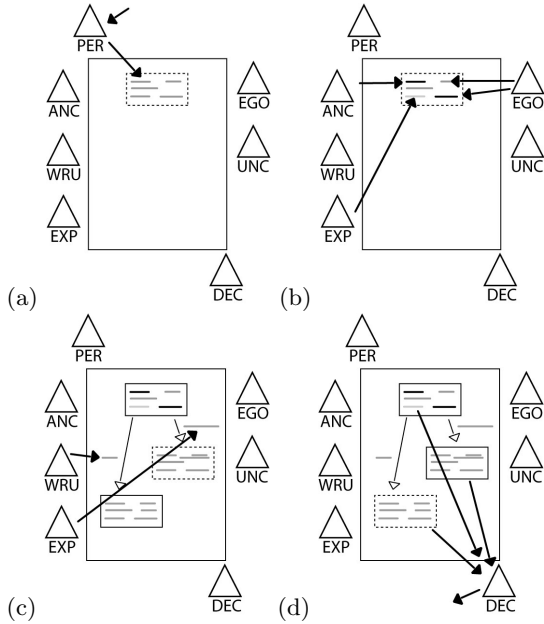 PER
ANC
EGO
WRU
UNC
EXP
DEC
(a)
PER
ANC
EGO
WRU
UNC
EXP
DEC
(b)
PER
ANC
EGO
WRU
UNC
EXP
DEC
(c)
PER
ANC
EGO
WRU
UNC
EXP
DEC
(d)